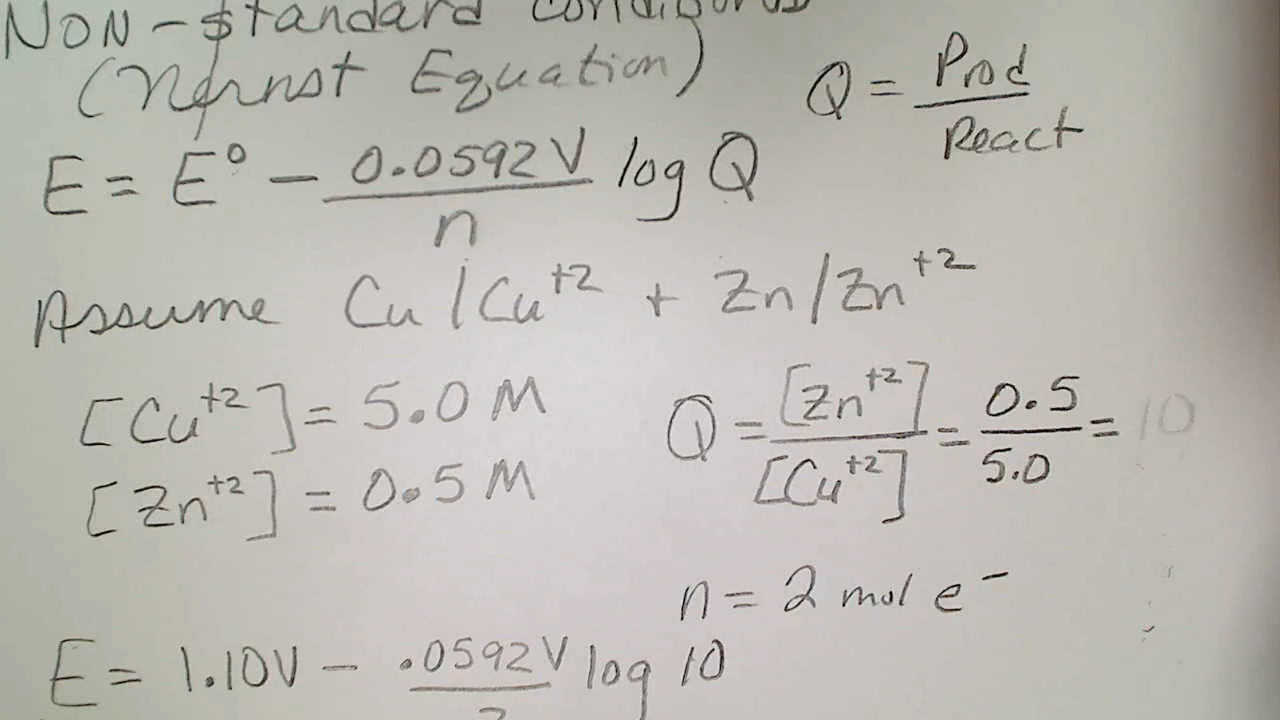 Non-standard conditions
(Nernst Equation)
Q = Prod / React
E = E° - 0.0592V / n log Q
Assume Cu/Cu⁺² + Zn/Zn⁺²
[Cu⁺²] = 5.0 M
[Zn⁺²] = 0.5 M
Q = [Zn⁺²] / [Cu⁺²] = 0.5 / 5.0 = 10
n = 2 mol e⁻
E = 1.10V - .0592V / 2 log 10